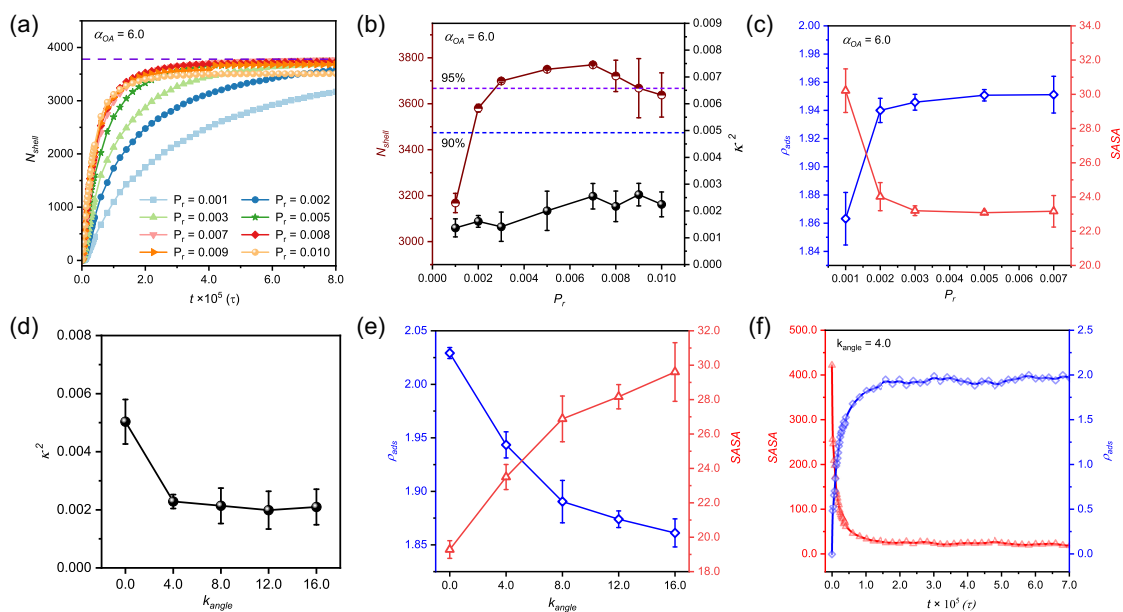 (a)
α_OA = 6.0
4000
3500
3000
2500
2000
1500
1000
500
0
N_shell
P_r = 0.001 P_r = 0.002
P_r = 0.003 P_r = 0.005
P_r = 0.007 P_r = 0.008
P_r = 0.009 P_r = 0.010
0.0 2.0 4.0 6.0 8.0
t ×10⁵ (τ)
(b)
α_OA = 6.0
3900
3800
3700
3600
3500
3400
3300
3200
3100
3000
N_shell
95%
90%
0.009
0.008
0.007
0.006
0.005
0.004
0.003
0.002
0.001
0.000
κ²
0.000 0.002 0.004 0.006 0.008 0.010
P_r
(c)
α_OA = 6.0
2.00
1.98
1.96
1.94
1.92
1.90
1.88
1.86
1.84
ρ_ads
34.0
32.0
30.0
28.0
26.0
24.0
22.0
20.0
SASA
0.001 0.002 0.003 0.004 0.005 0.006 0.007
P_r
(d)
0.008
0.006
0.004
0.002
0.000
κ²
0.0 4.0 8.0 12.0 16.0
k_angle
(e)
2.05
2.00
1.95
1.90
1.85
ρ_ads
32.0
30.0
28.0
26.0
24.0
22.0
20.0
18.0
SASA
0.0 4.0 8.0 12.0 16.0
k_angle
(f)
k_angle = 4.0
500.0
400.0
300.0
200.0
100.0
0.0
SASA
2.5
2.0
1.5
1.0
0.5
0.0
ρ_ads
0.0 1.0 2.0 3.0 4.0 5.0 6.0 7.0
t ×10⁵ (τ)